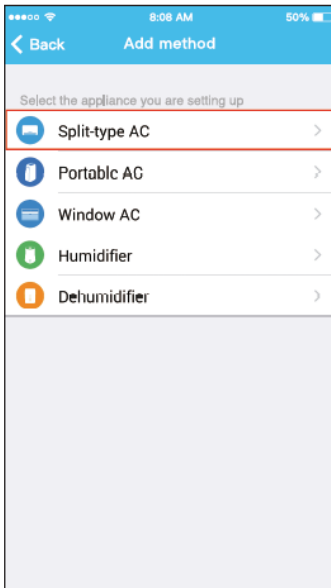 8:08 AM
50%
Back
Add method
Select the appliance you are setting up
Split-type AC
Portable AC
Window AC
Humidifier
Dehumidifier